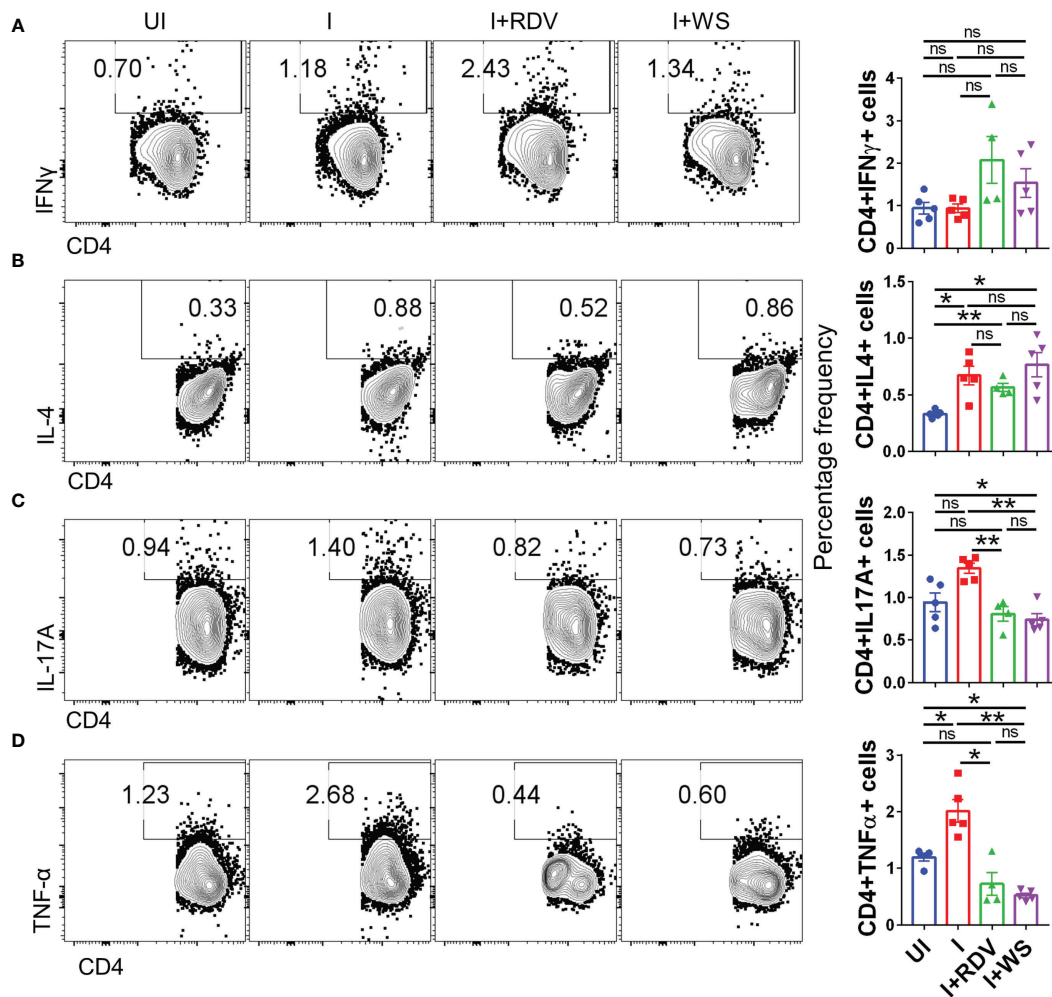 A
UI
I
I+RDV
I+WS
0.70
1.18
2.43
1.34
IFNγ
CD4
ns
ns
ns
ns
ns
ns
CD4+IFNγ+ cells
4
3
2
1
0
B
0.33
0.88
0.52
0.86
IL-4
CD4
Percentage frequency
*
*
ns
**
ns
ns
CD4+IL4+ cells
1.5
1.0
0.5
0.0
C
0.94
1.40
0.82
0.73
IL-17A
CD4
*
ns
**
ns
ns
**
CD4+IL17A+ cells
2.0
1.5
1.0
0.5
0.0
D
1.23
2.68
0.44
0.60
TNF-α
CD4
*
*
**
ns
ns
*
CD4+TNFα+ cells
3
2
1
0
UI
I
I+RDV
I+WS